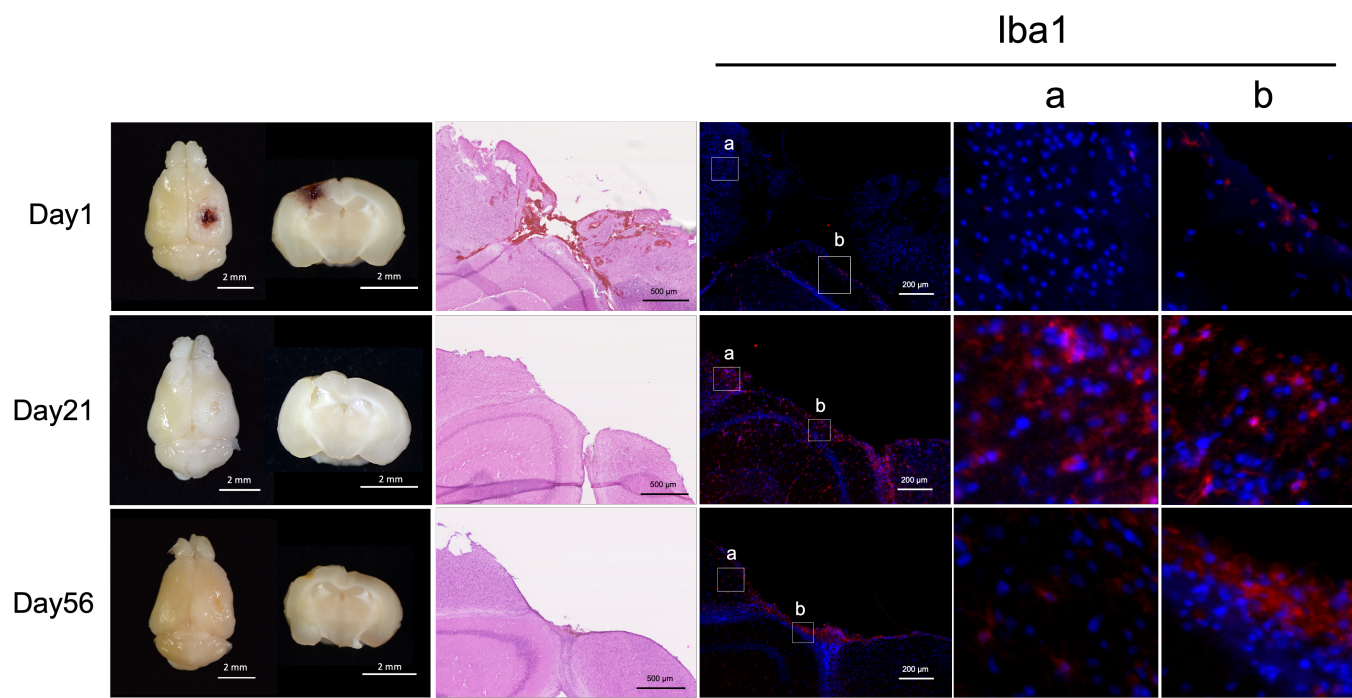 Iba1
a b
Day1
2 mm 2 mm 500 µm a b 200 µm
Day21
2 mm 2 mm 500 µm a b 200 µm
Day56
2 mm 2 mm 500 µm a b 200 µm